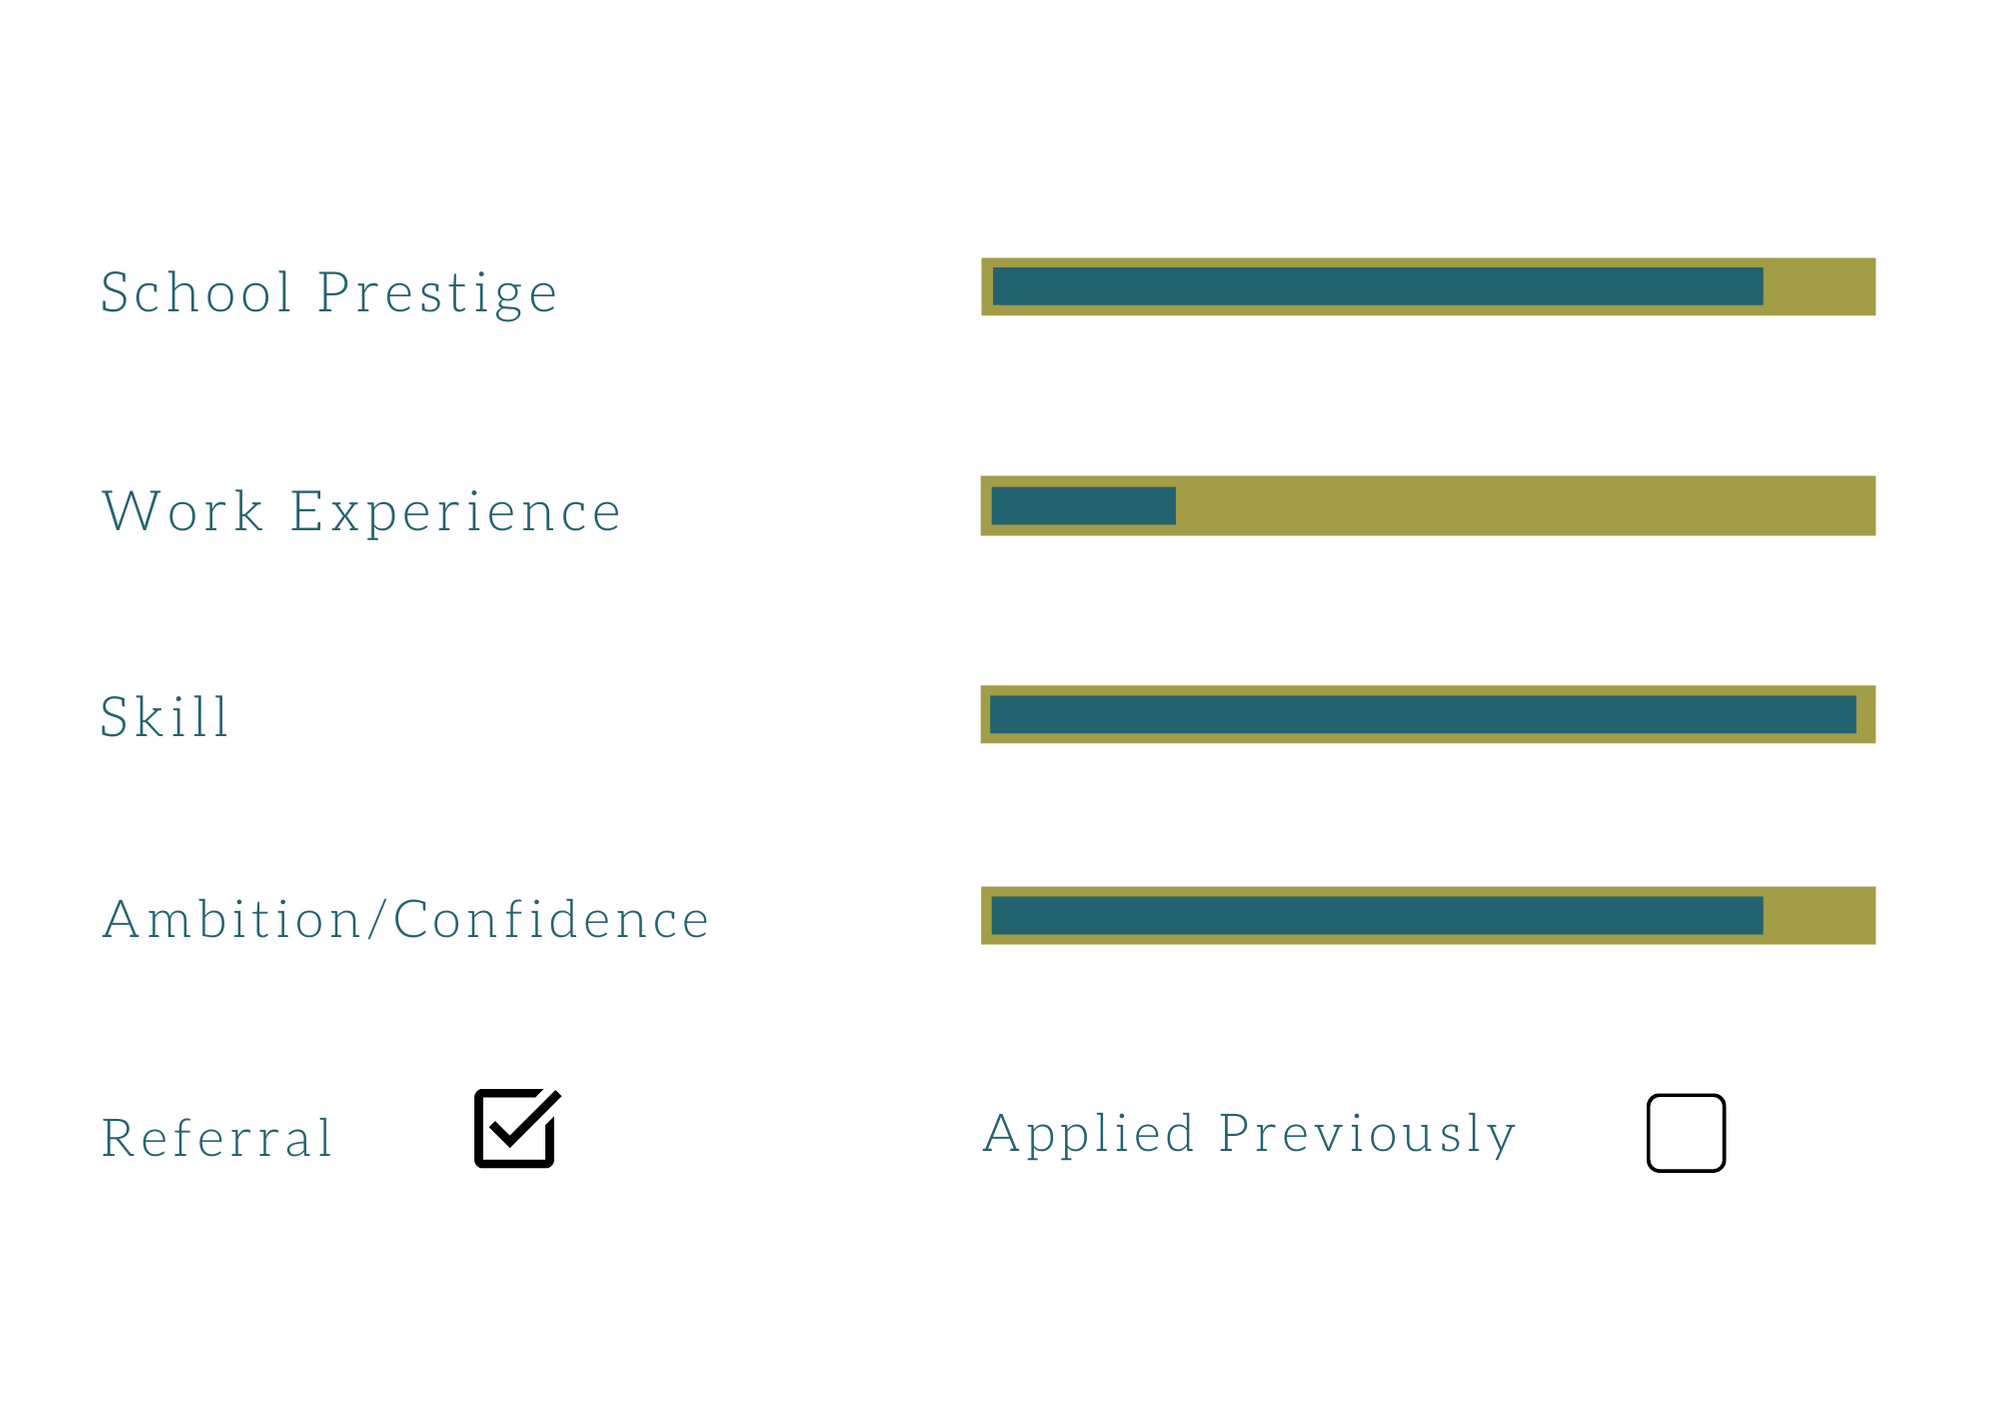 School Prestige
Work Experience
Skill
Ambition/Confidence
Referral
Applied Previously